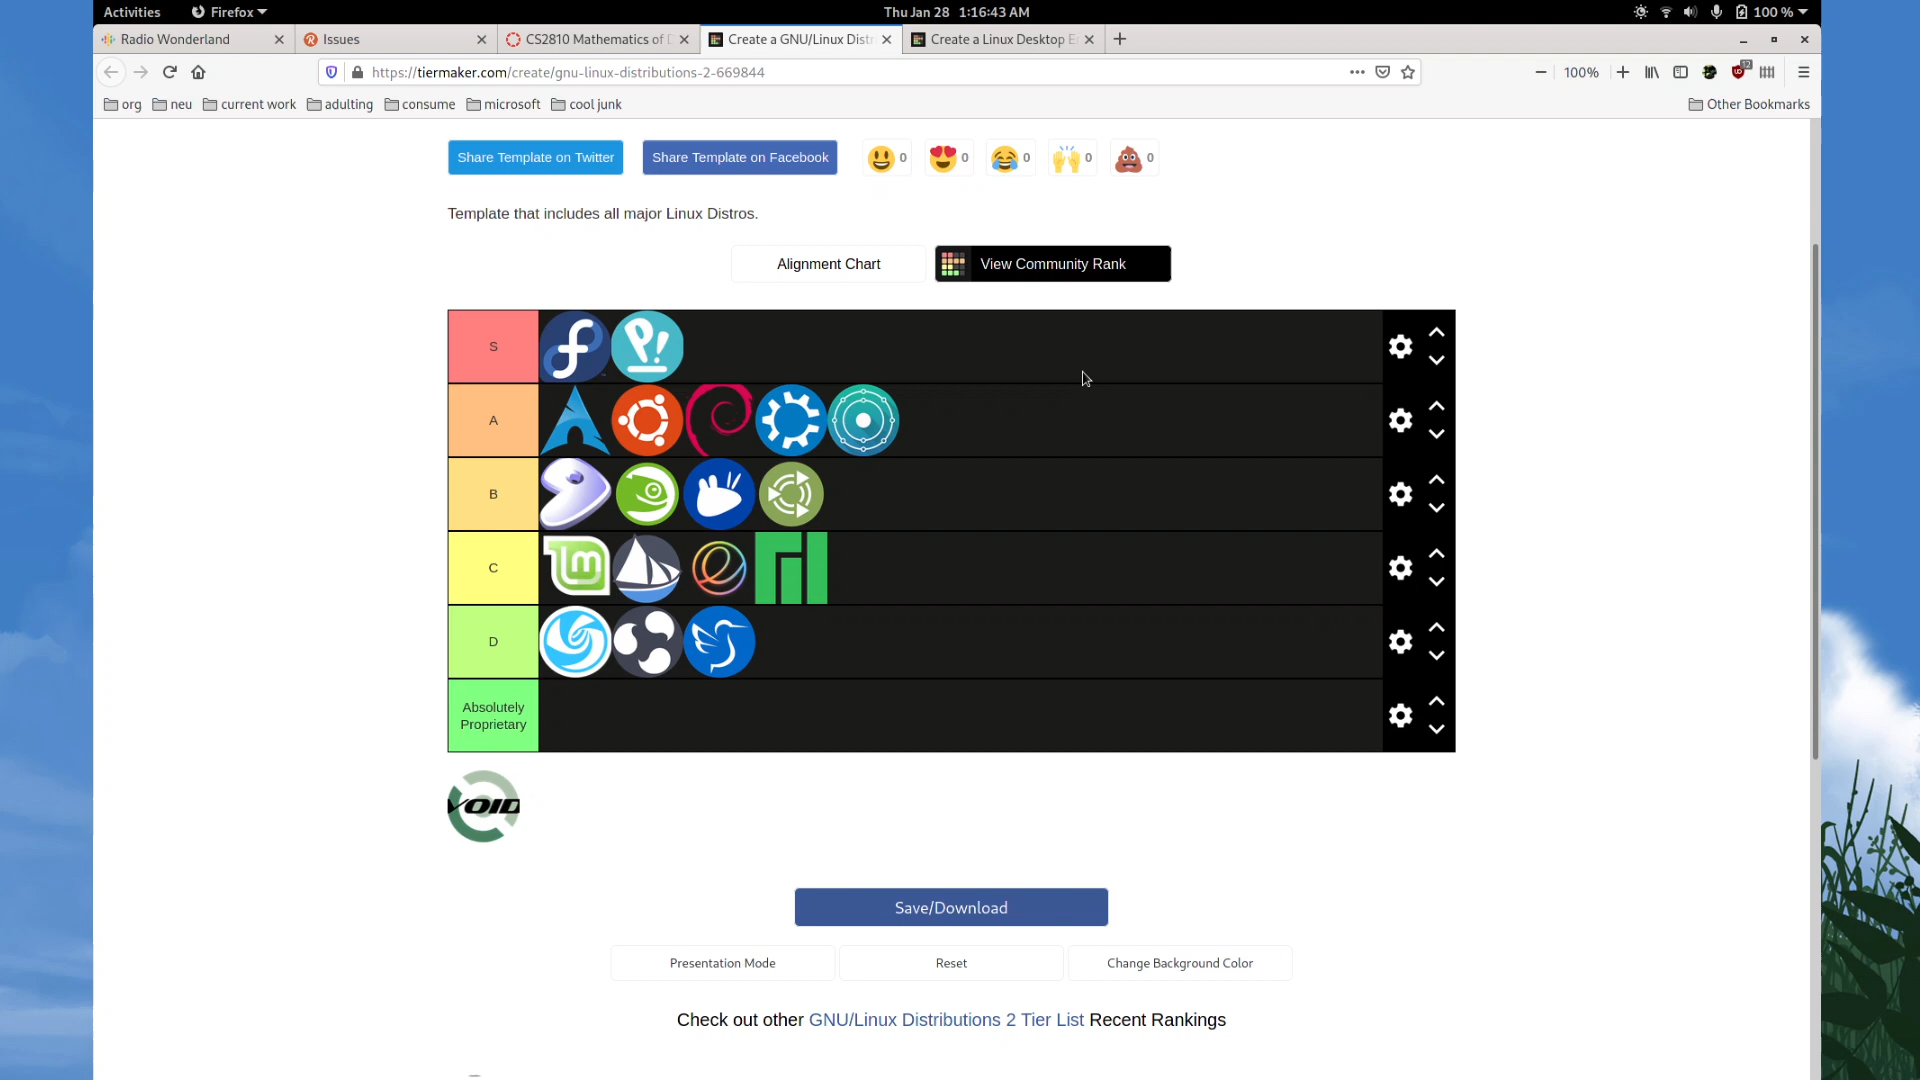 Activities Firefox Thu Jan 28 1:16:43 AM 100 %
Radio Wonderland Issues CS2810 Mathematics of D Create a GNU/Linux Distr Create a Linux Desktop E
https://tiermaker.com/create/gnu-linux-distributions-2-669844 100% 12
org neu current work adulting consume microsoft cool junk Other Bookmarks
Share Template on Twitter Share Template on Facebook 0 0 0 0 0
Template that includes all major Linux Distros.
Alignment Chart View Community Rank
S P!
A
B
C
D
Absolutely
Proprietary
VOID
Save/Download
Presentation Mode Reset Change Background Color
Check out other GNU/Linux Distributions 2 Tier List Recent Rankings